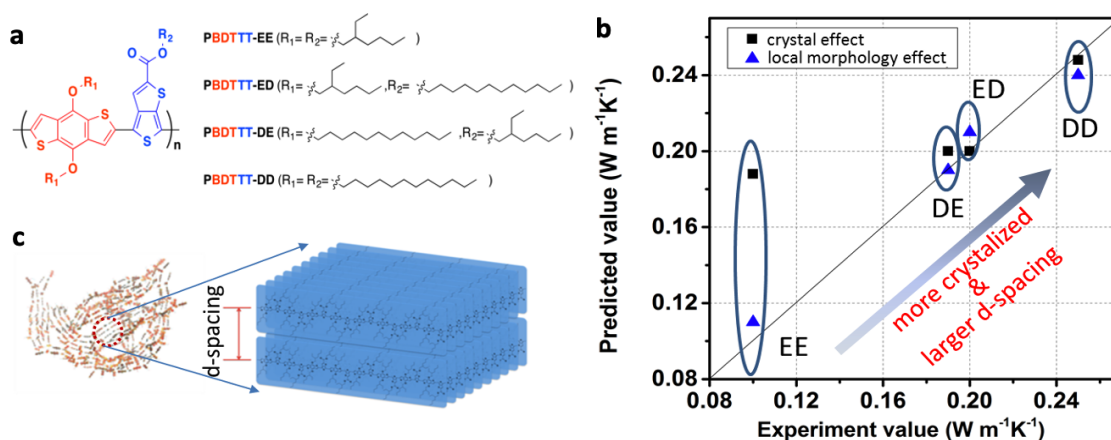 a
R₁
O
S
S
O
R₁
R₂
O
O
S
S
n
PBDTTT-EE (R₁= R₂= )
PBDTTT-ED (R₁= ,R₂= )
PBDTTT-DE (R₁= ,R₂= )
PBDTTT-DD (R₁= R₂= )
c
d-spacing
b
crystal effect
local morphology effect
Predicted value (W m⁻¹K⁻¹)
0.24
0.20
0.16
0.12
0.08
EE
DE
ED
DD
more crystalized
&
larger d-spacing
0.08
0.12
0.16
0.20
0.24
Experiment value (W m⁻¹K⁻¹)